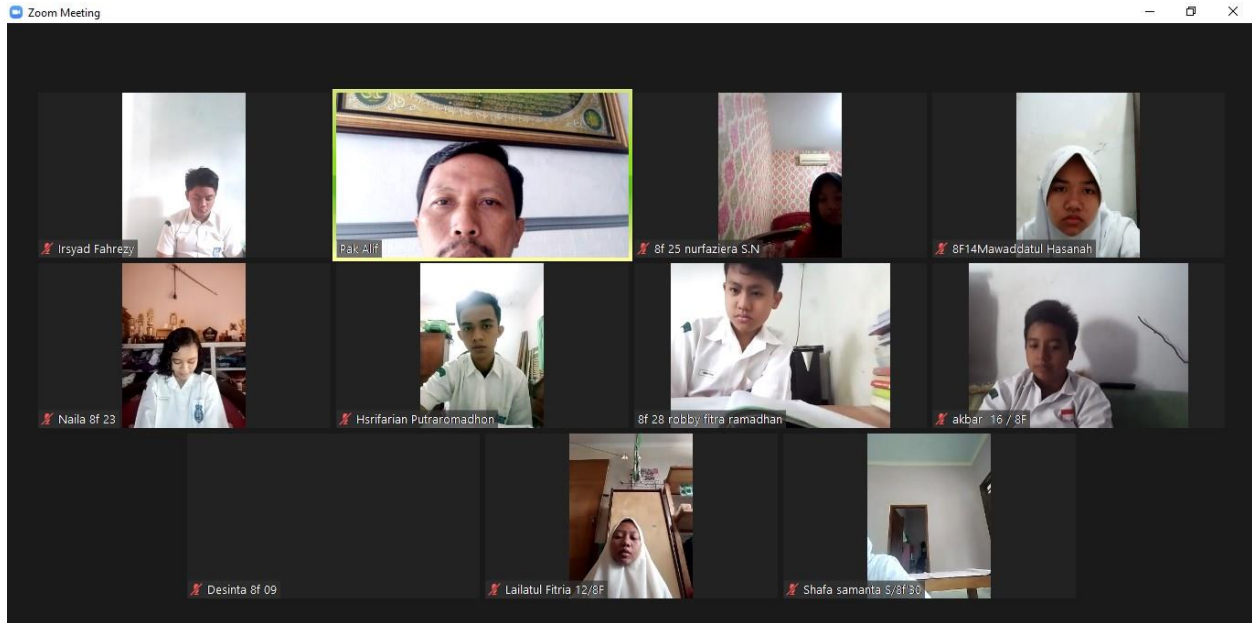 Zoom Meeting
Irsyad Fahrezy
Pak Alif
8f 25 nurfaziera S.N
8F14Mawaddatul Hasanah
Naila 8f 23
Hsrifarian Putraromadhon
8f 28 robby fitra ramadhan
akbar 16 / 8F
Desinta 8f 09
Lailatul Fitria 12/8F
Shafa samanta S/8f 30